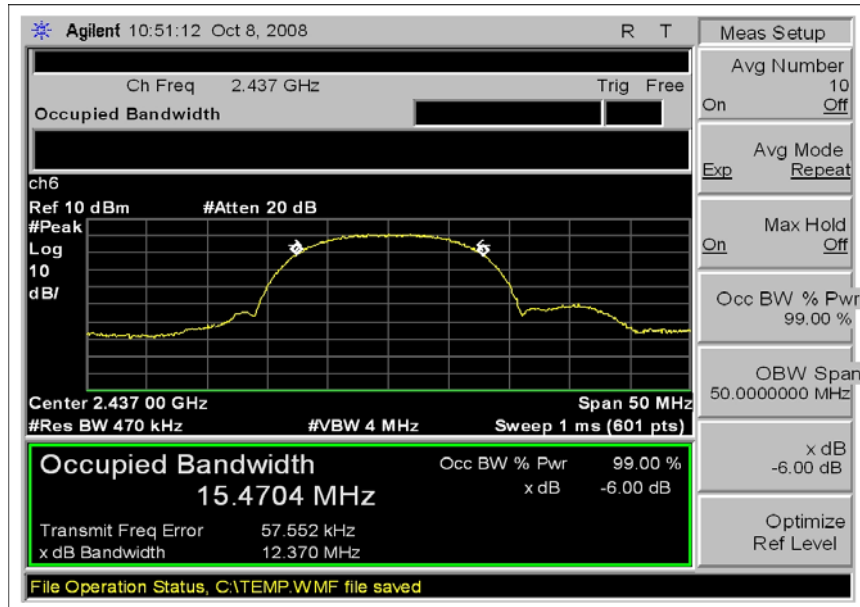 Agilent 10:51:12 Oct 8, 2008 R T
Meas Setup
Ch Freq 2.437 GHz Trig Free
Occupied Bandwidth
Avg Number
10
On Off
Avg Mode
Exp Repeat
Max Hold
On Off
Occ BW % Pwr
99.00 %
OBW Span
50.0000000 MHz
x dB
-6.00 dB
Optimize
Ref Level
ch6
Ref 10 dBm #Atten 20 dB
#Peak
Log
10
dB/
Center 2.437 00 GHz Span 50 MHz
#Res BW 470 kHz #VBW 4 MHz Sweep 1 ms (601 pts)
Occupied Bandwidth Occ BW % Pwr 99.00 %
15.4704 MHz x dB -6.00 dB
Transmit Freq Error 57.552 kHz
x dB Bandwidth 12.370 MHz
File Operation Status, C:\TEMP.WMF file saved